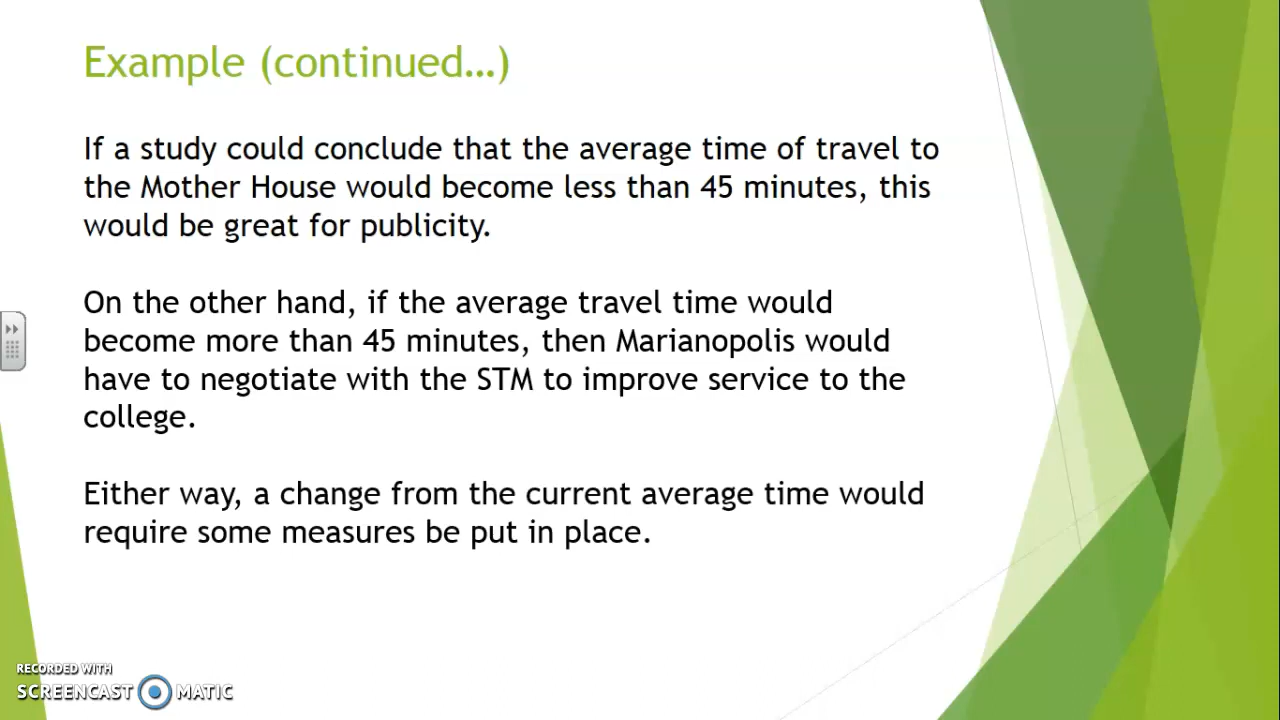 Example (continued…)
If a study could conclude that the average time of travel to
the Mother House would become less than 45 minutes, this
would be great for publicity.
On the other hand, if the average travel time would
become more than 45 minutes, then Marianopolis would
have to negotiate with the STM to improve service to the
college.
Either way, a change from the current average time would
require some measures be put in place.
RECORDED WITH
SCREENCAST MATIC